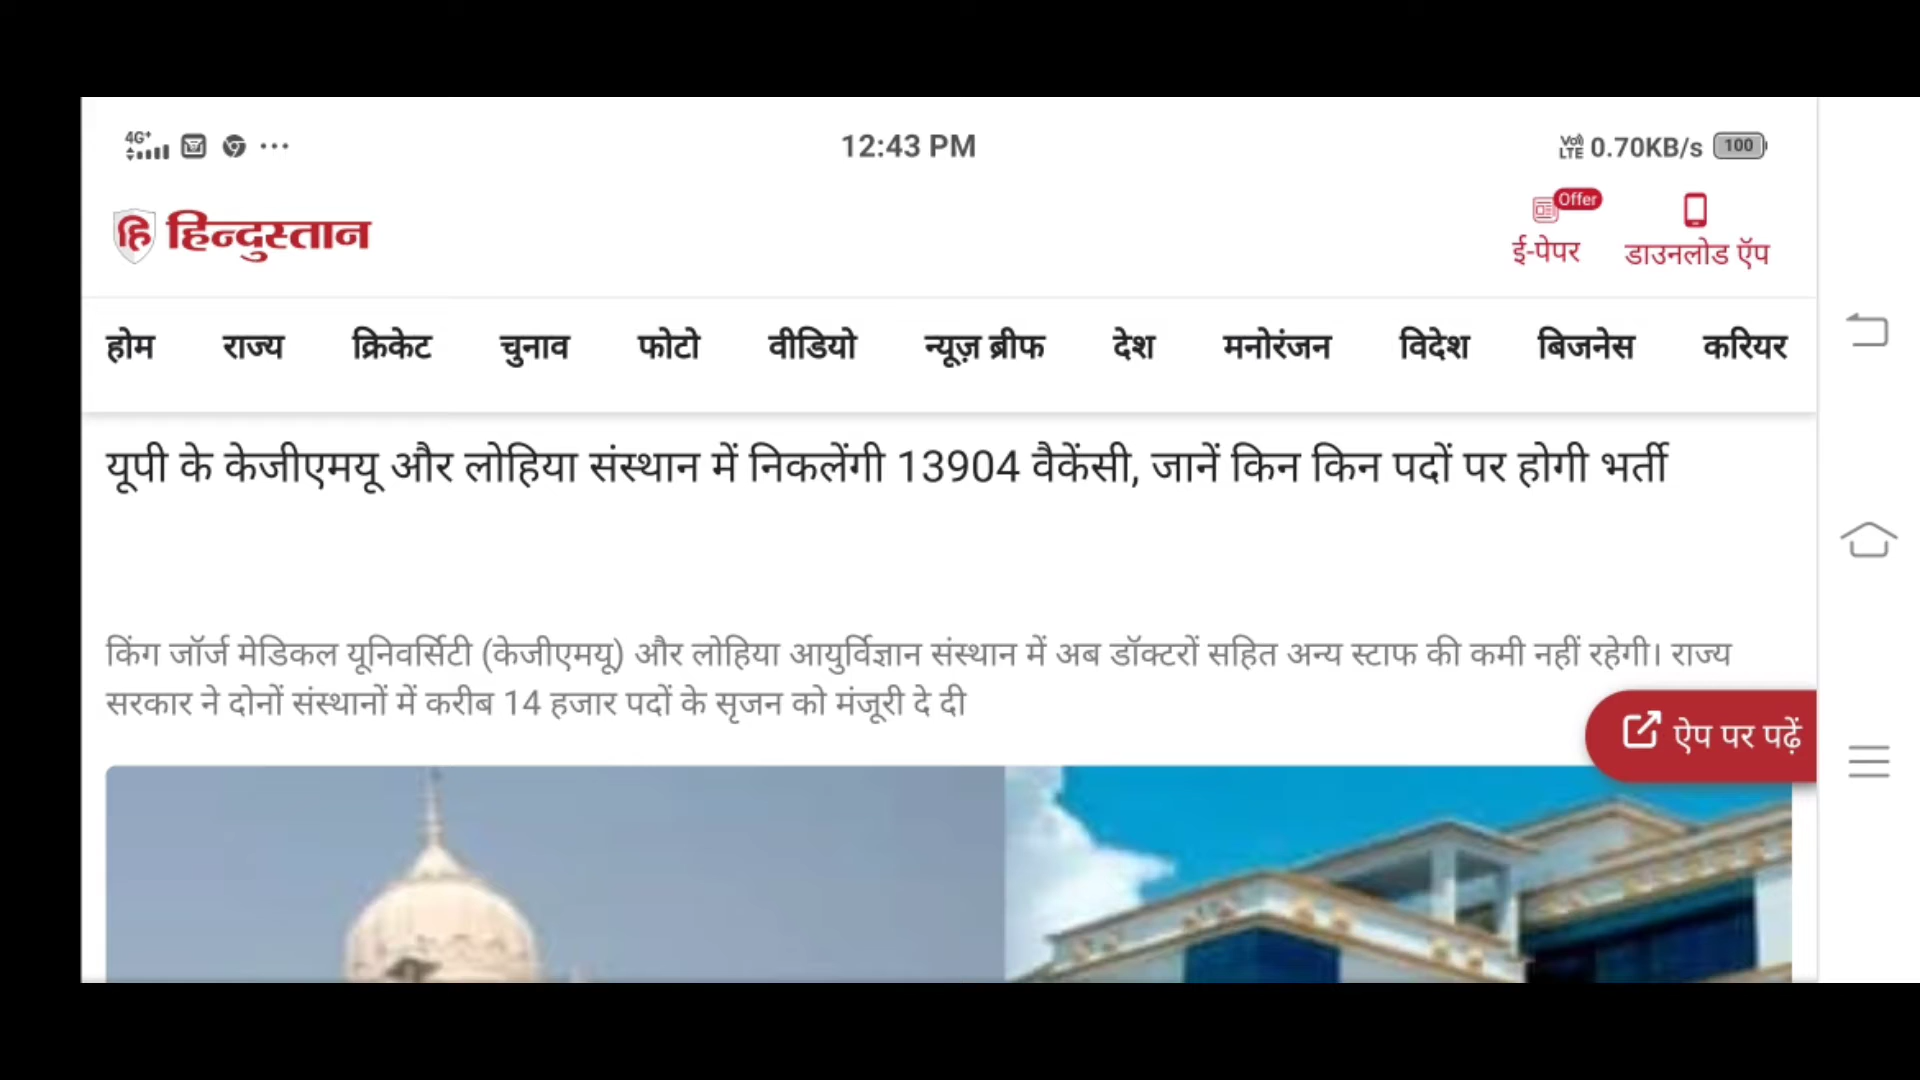 4G+
12:43 PM
Vo) LTE 0.70KB/s 100
हि हिन्दुस्तान
Offer
ई-पेपर
डाउनलोड ऍप
होम राज्य क्रिकेट चुनाव फोटो वीडियो न्यूज़ ब्रीफ देश मनोरंजन विदेश बिजनेस करियर
यूपी के केजीएमयू और लोहिया संस्थान में निकलेंगी 13904 वैकेंसी, जानें किन किन पदों पर होगी भर्ती
किंग जॉर्ज मेडिकल यूनिवर्सिटी (केजीएमयू) और लोहिया आयुर्विज्ञान संस्थान में अब डॉक्टरों सहित अन्य स्टाफ की कमी नहीं रहेगी। राज्य
सरकार ने दोनों संस्थानों में करीब 14 हजार पदों के सृजन को मंजूरी दे दी
ऐप पर पढ़ें